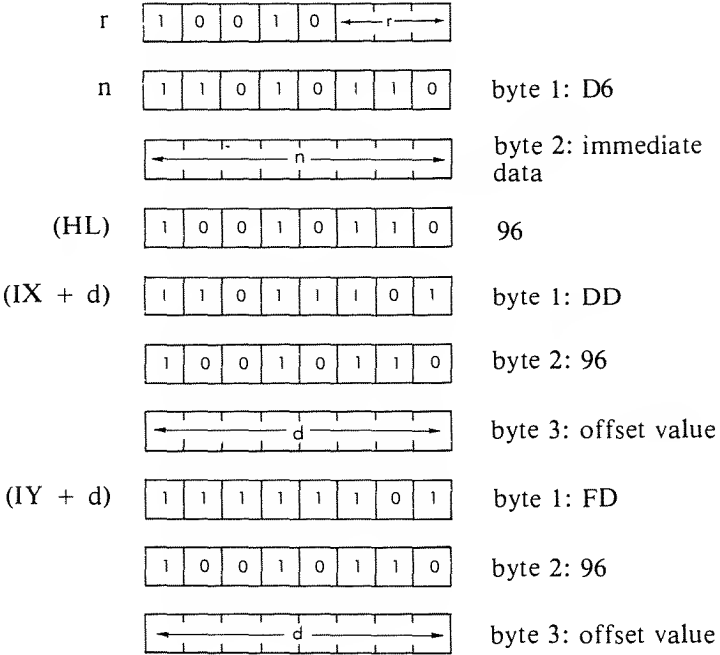 r 1 0 0 1 0 r
n 1 1 0 1 0 1 1 0 byte 1: D6
n byte 2: immediate
data
(HL) 1 0 0 1 0 1 1 0 96
(IX + d) 1 1 0 1 1 1 0 1 byte 1: DD
1 0 0 1 0 1 1 0 byte 2: 96
d byte 3: offset value
(IY + d) 1 1 1 1 1 1 0 1 byte 1: FD
1 0 0 1 0 1 1 0 byte 2: 96
d byte 3: offset value